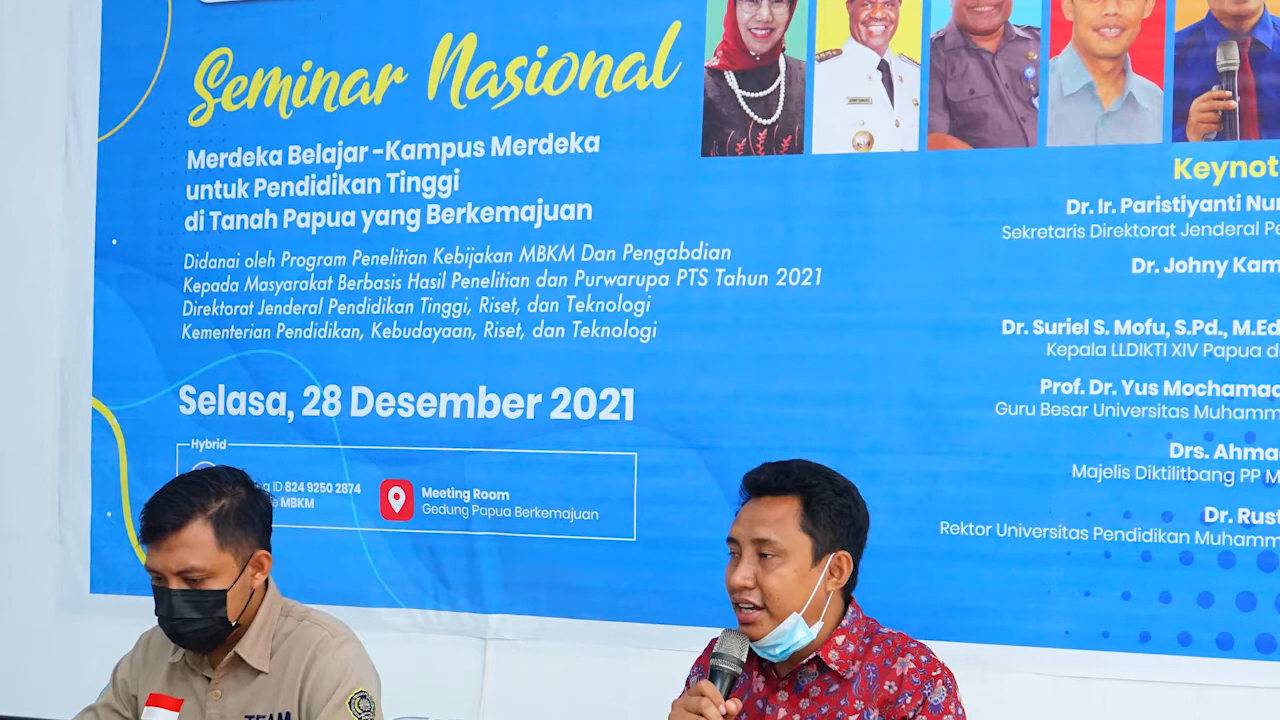 Seminar Nasional
Merdeka Belajar -Kampus Merdeka
untuk Pendidikan Tinggi
di Tanah Papua yang Berkemajuan
Didanai oleh Program Penelitian Kebijakan MBKM Dan Pengabdian
Kepada Masyarakat Berbasis Hasil Penelitian dan Purwarupa PTS Tahun 2021
Direktorat Jenderal Pendidikan Tinggi, Riset, dan Teknologi
Kementerian Pendidikan, Kebudayaan, Riset, dan Teknologi
Selasa, 28 Desember 2021
Hybrid
ID 824 9250 2874
MBKM
Meeting Room
Gedung Papua Berkemajuan
Keynot
Dr. Ir. Paristiyanti Nur
Sekretaris Direktorat Jenderal Pe
Dr. Johny Kam
Dr. Suriel S. Mofu, S.Pd., M.Ed
Kepala LLDIKTI XIV Papua d
Prof. Dr. Yus Mochamad
Guru Besar Universitas Muhamm
Drs. Ahmad
Majelis Diktilitbang PP M
Dr. Rust
Rektor Universitas Pendidikan Muhamm
TEAM